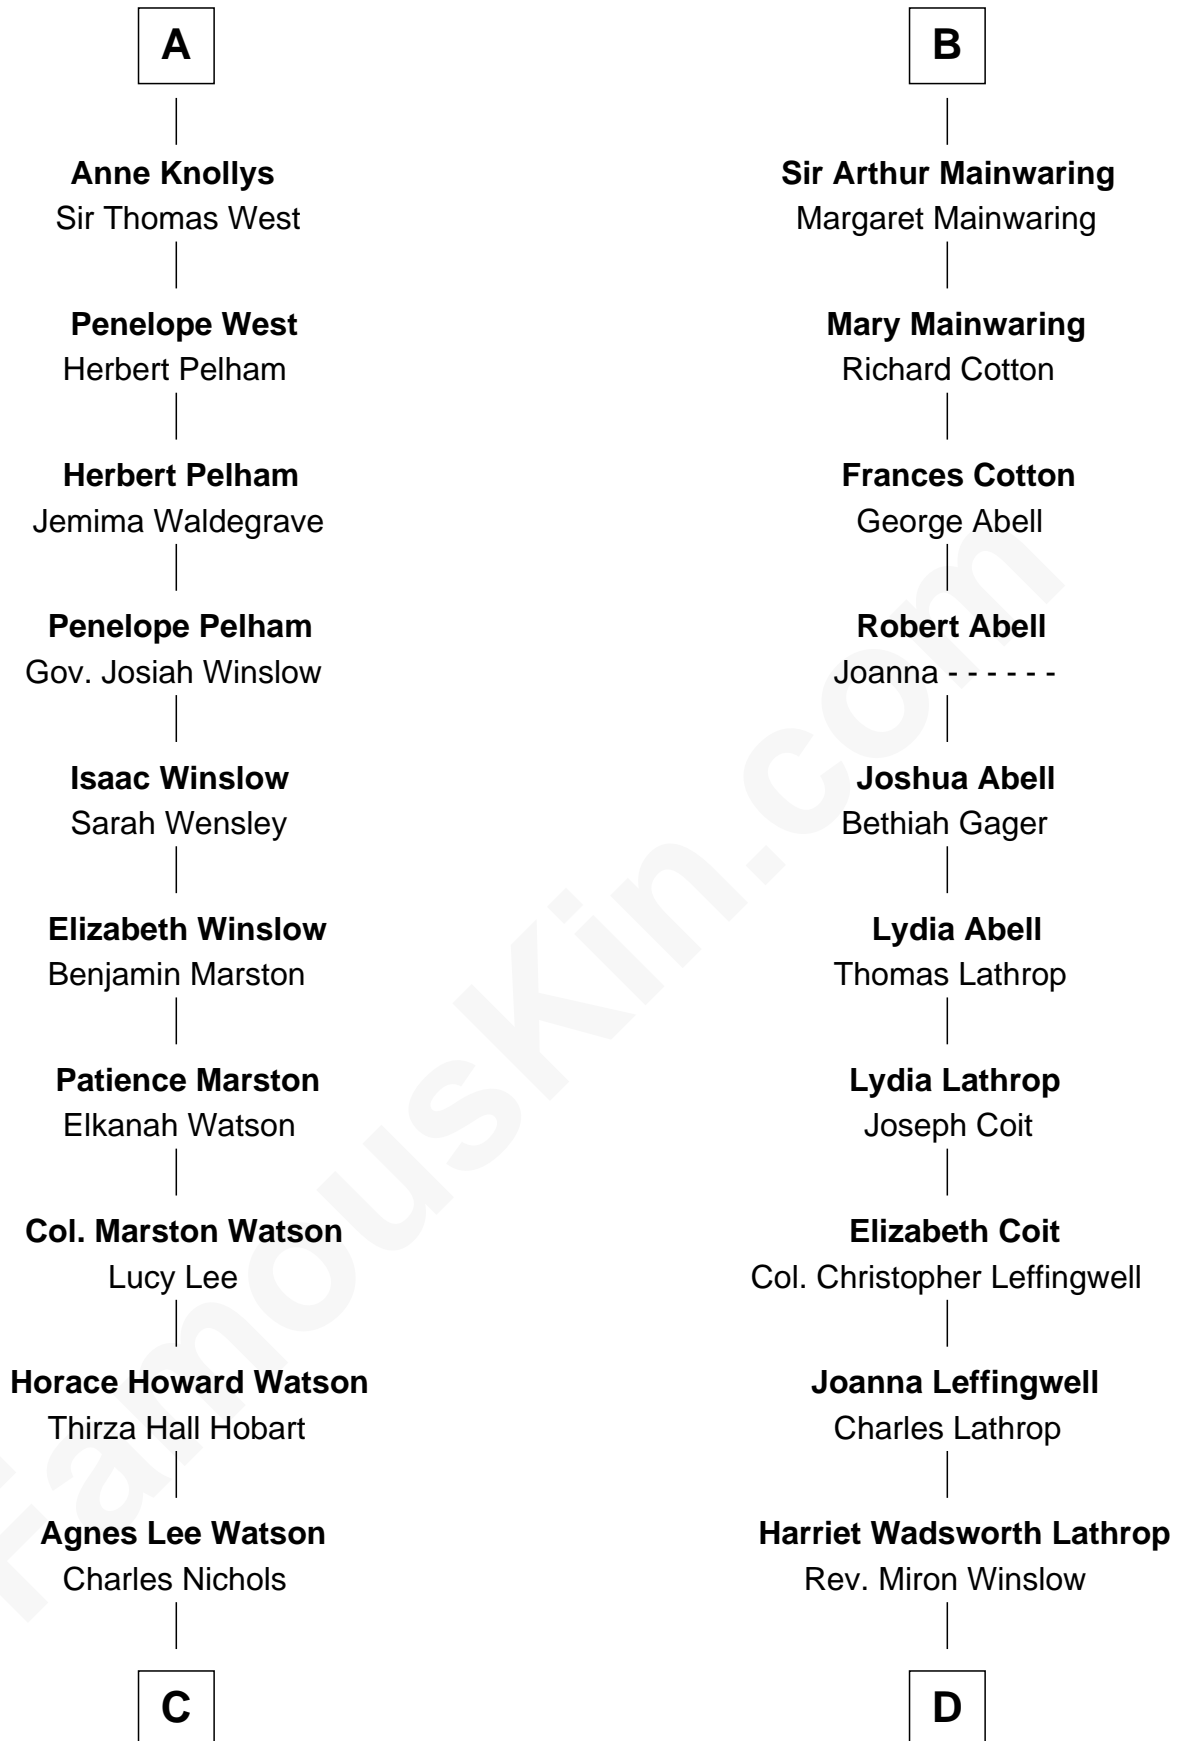 A
Anne Knollys
Sir Thomas West
Penelope West
Herbert Pelham
Herbert Pelham
Jemima Waldegrave
Penelope Pelham
Gov. Josiah Winslow
Isaac Winslow
Sarah Wensley
Elizabeth Winslow
Benjamin Marston
Patience Marston
Elkanah Watson
Col. Marston Watson
Lucy Lee
Horace Howard Watson
Thirza Hall Hobart
Agnes Lee Watson
Charles Nichols
C
B
Sir Arthur Mainwaring
Margaret Mainwaring
Mary Mainwaring
Richard Cotton
Frances Cotton
George Abell
Robert Abell
Joanna - - - - - -
Joshua Abell
Bethiah Gager
Lydia Abell
Thomas Lathrop
Lydia Lathrop
Joseph Coit
Elizabeth Coit
Col. Christopher Leffingwell
Joanna Leffingwell
Charles Lathrop
Harriet Wadsworth Lathrop
Rev. Miron Winslow
D
FamousKin.com